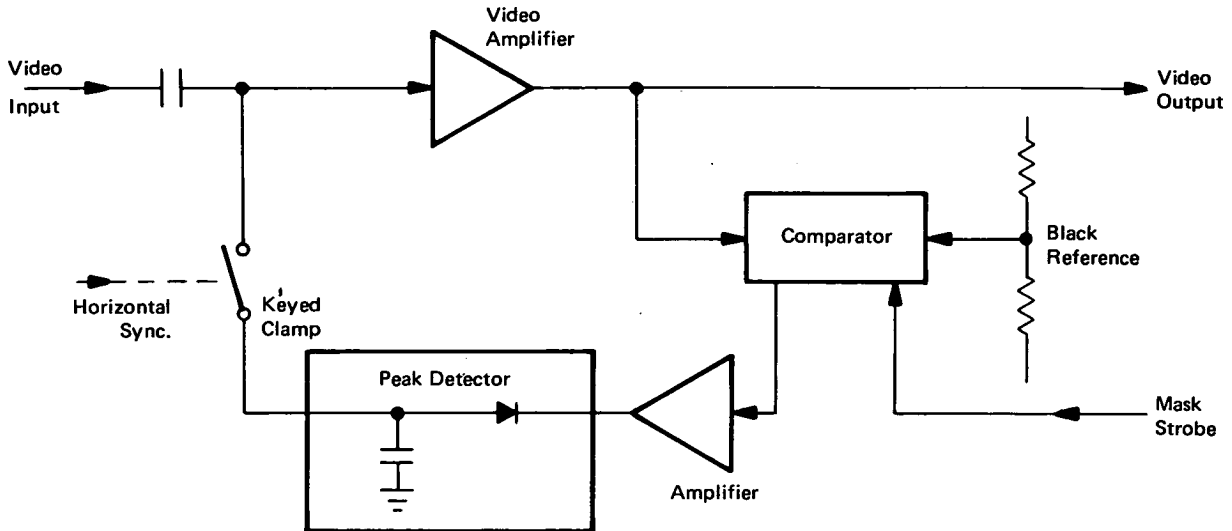 Video
Amplifier
Video
Input
Video
Output
Comparator
Black
Reference
Horizontal
Sync.
Keyed
Clamp
Peak Detector
Mask
Strobe
Amplifier